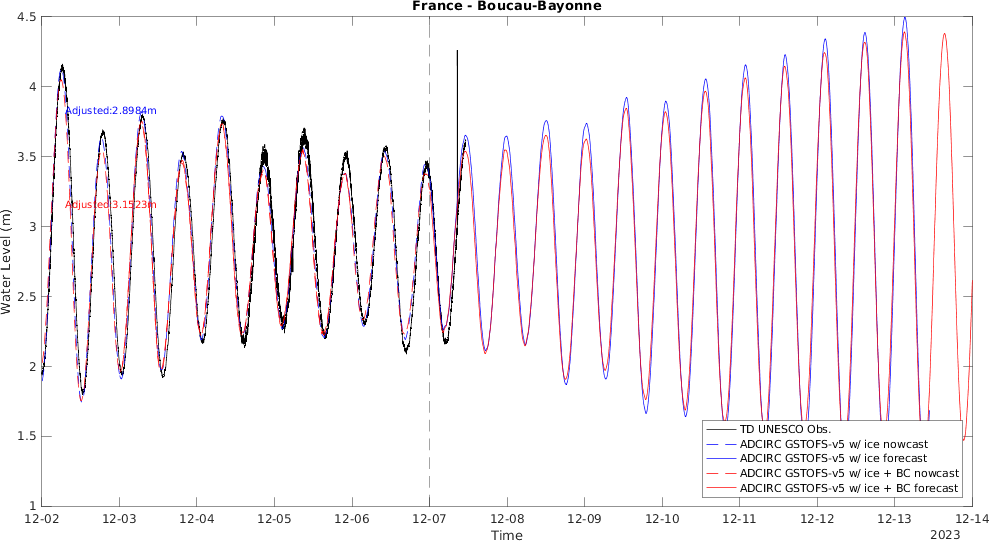 France - Boucau-Bayonne
Water Level (m)
4.5
4
3.5
3
2.5
2
1.5
1
Adjusted:2.8984m
Adjusted:3.1523m
TD UNESCO Obs.
ADCIRC GSTOFS-v5 w/ ice nowcast
ADCIRC GSTOFS-v5 w/ ice forecast
ADCIRC GSTOFS-v5 w/ ice + BC nowcast
ADCIRC GSTOFS-v5 w/ ice + BC forecast
12-02 12-03 12-04 12-05 12-06 12-07 12-08 12-09 12-10 12-11 12-12 12-13 12-14
Time
2023